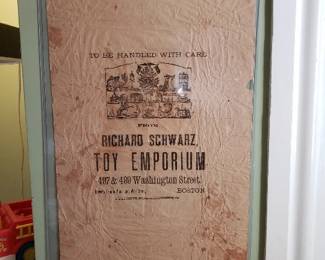 TO BE HANDLED WITH CARE
FROM
RICHARD SCHWARZ,
TOY EMPORIUM
497 & 499 Washington Street,
BOSTON